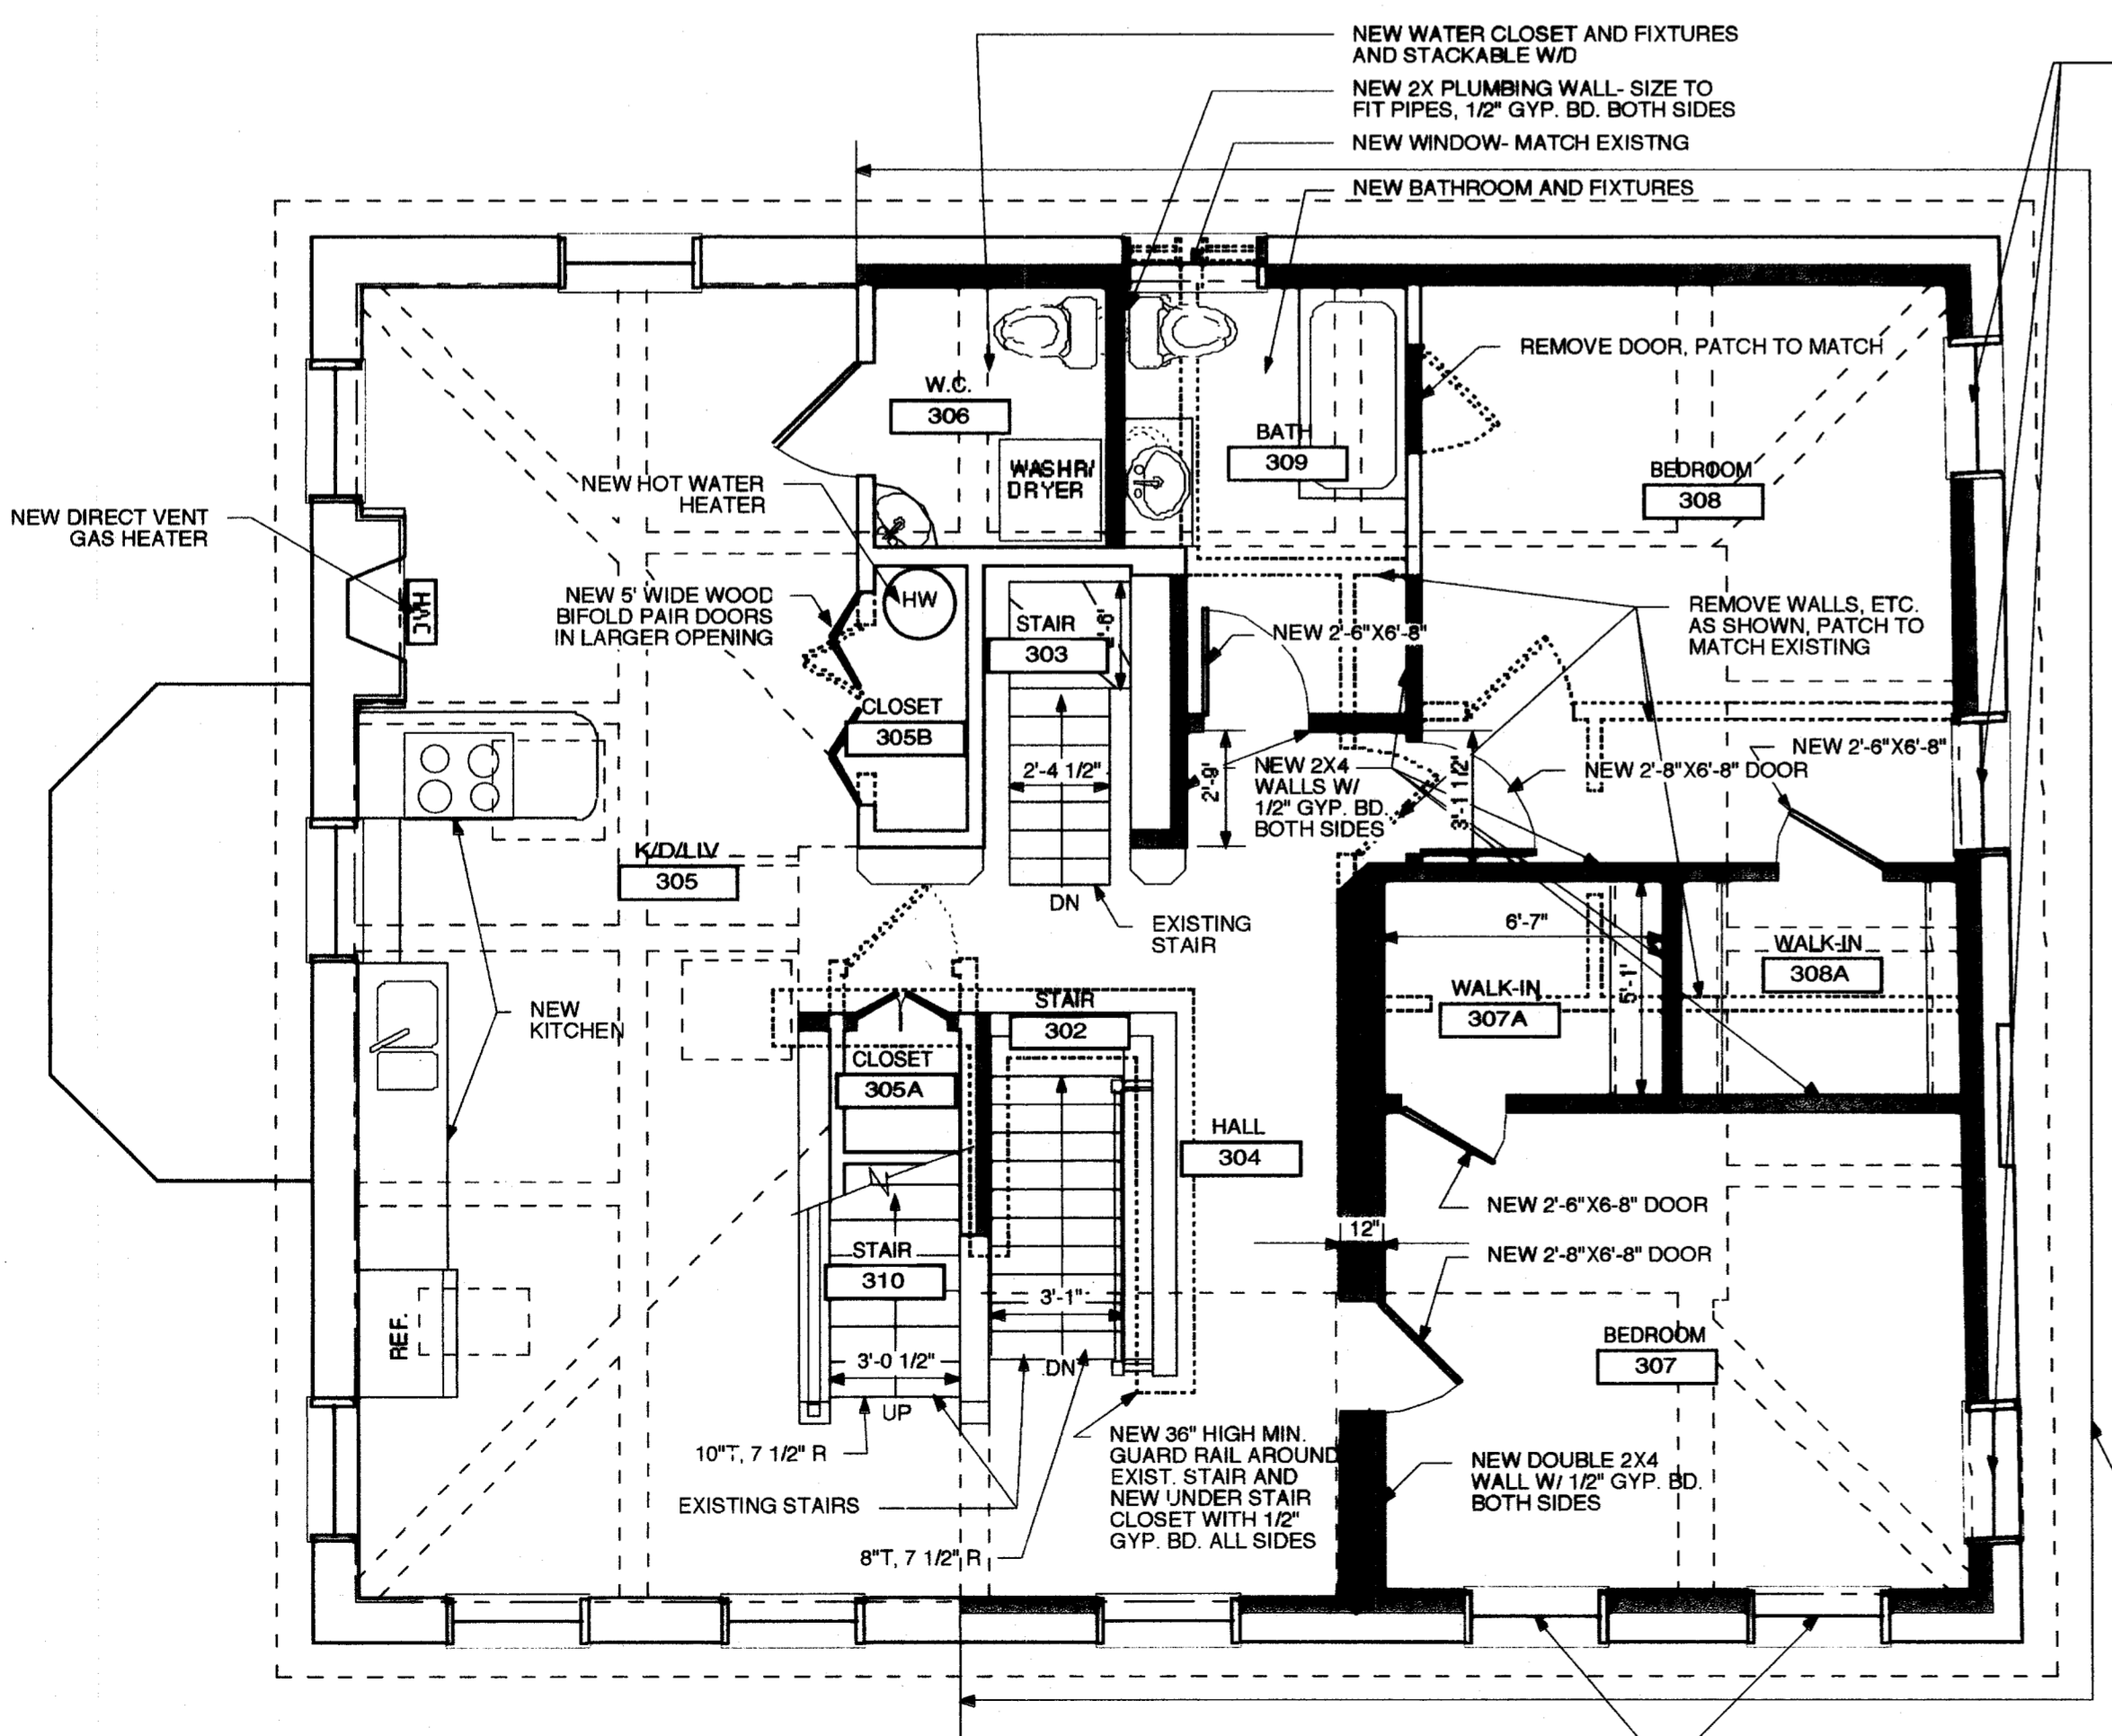 NEW WATER CLOSET AND FIXTURES
AND STACKABLE W/D
NEW 2X PLUMBING WALL- SIZE TO
FIT PIPES, 1/2" GYP. BD. BOTH SIDES
NEW WINDOW- MATCH EXISTNG
NEW BATHROOM AND FIXTURES
REMOVE DOOR, PATCH TO MATCH
W.C.
306
BATH
309
BEDROOM
308
WASHR/
DRYER
NEW HOT WATER
HEATER
NEW DIRECT VENT
GAS HEATER
NEW 5' WIDE WOOD
BIFOLD PAIR DOORS
IN LARGER OPENING
HW
STAIR
303
NEW 2'-6"X6'-8"
REMOVE WALLS, ETC.
AS SHOWN, PATCH TO
MATCH EXISTING
CLOSET
305B
2'-4 1/2"
2'-9"
NEW 2X4
WALLS W/
1/2" GYP. BD.
BOTH SIDES
3'-1 1/2"
NEW 2'-6"X6'-8"
NEW 2'-8"X6'-8" DOOR
K/D/LIV
305
DN
EXISTING
STAIR
6'-7"
5'-1"
WALK-IN
308A
WALK-IN
307A
NEW
KITCHEN
STAIR
302
CLOSET
305A
HALL
304
NEW 2'-6"X6-8" DOOR
12"
NEW 2'-8"X6'-8" DOOR
STAIR
310
3'-1"
REF.
BEDROOM
307
3'-0 1/2"
DN
UP
10"T, 7 1/2" R
EXISTING STAIRS
8"T, 7 1/2" R
NEW 36" HIGH MIN.
GUARD RAIL AROUND
EXIST. STAIR AND
NEW UNDER STAIR
CLOSET WITH 1/2"
GYP. BD. ALL SIDES
NEW DOUBLE 2X4
WALL W/ 1/2" GYP. BD.
BOTH SIDES